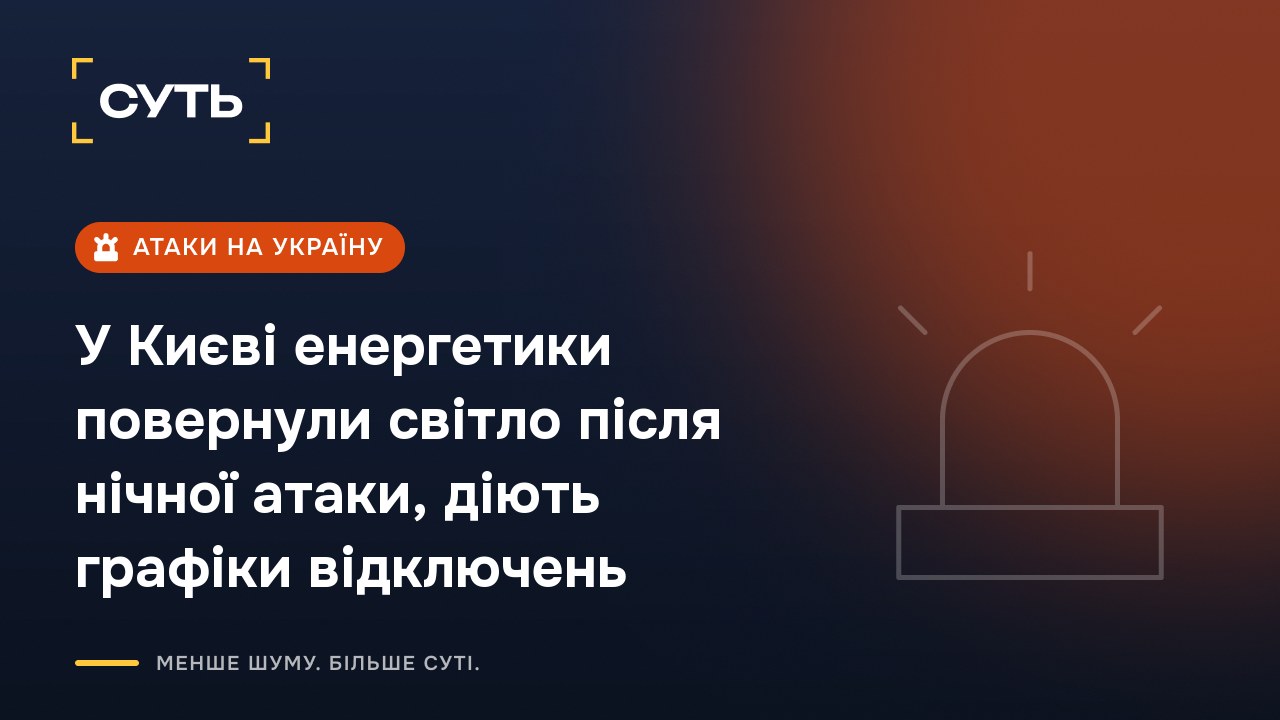 СУТЬ
АТАКИ НА УКРАЇНУ
У Києві енергетики
повернули світло після
нічної атаки, діють
графіки відключень
МЕНШЕ ШУМУ. БІЛЬШЕ СУТІ.